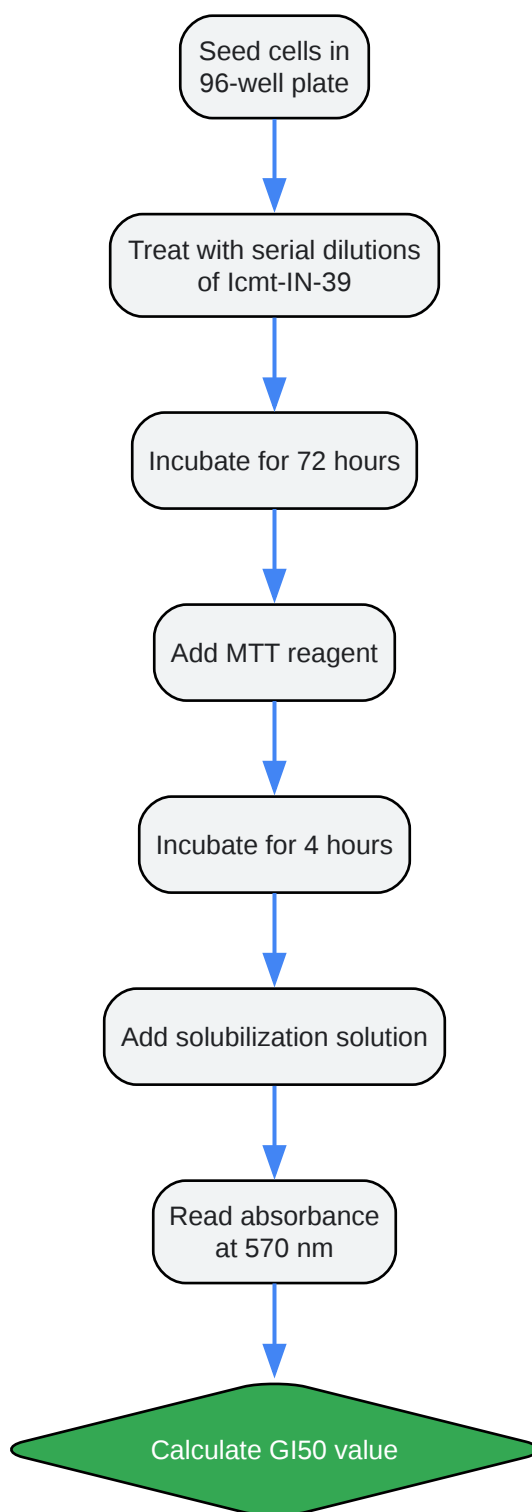 Seed cells in
96-well plate
Treat with serial dilutions
of Icmt-IN-39
Incubate for 72 hours
Add MTT reagent
Incubate for 4 hours
Add solubilization solution
Read absorbance
at 570 nm
Calculate GI50 value